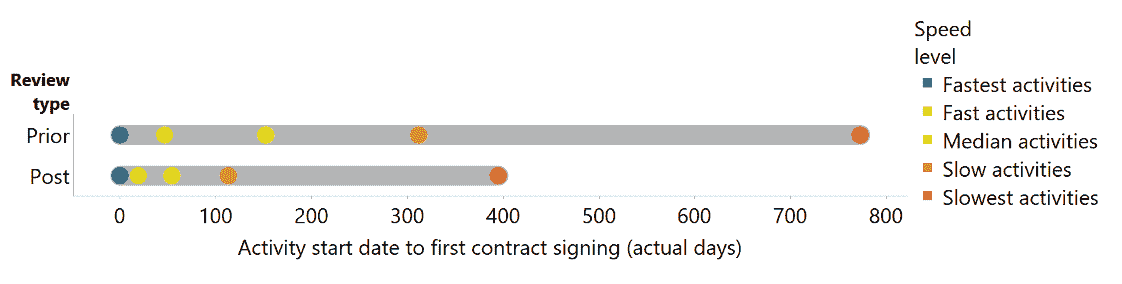 Speed
level
Fastest activities
Fast activities
Median activities
Slow activities
Slowest activities
Review
type
Prior
Post
0 100 200 300 400 500 600 700 800
Activity start date to first contract signing (actual days)